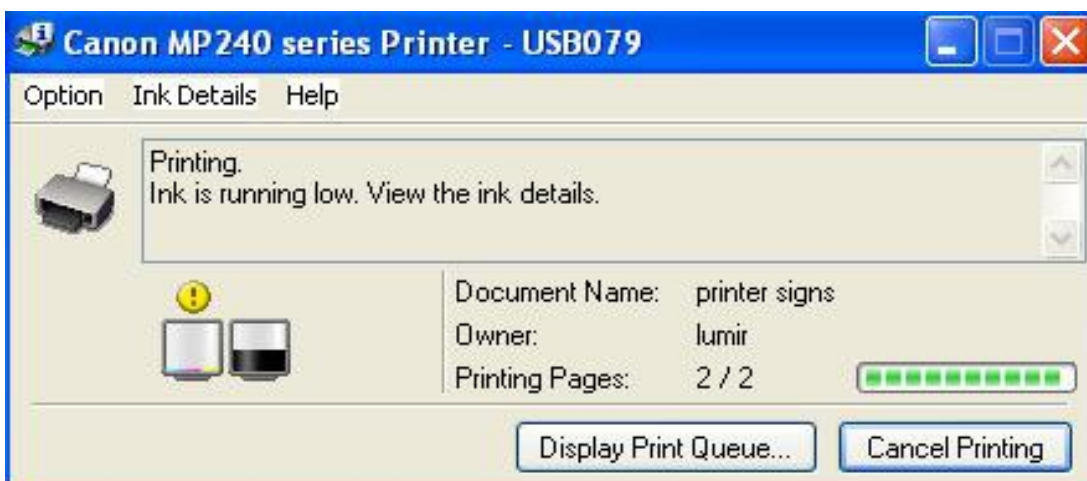 Canon MP240 series Printer - USB079
Option Ink Details Help
Printing.
Ink is running low. View the ink details.
Document Name: printer signs
Owner: lumir
Printing Pages: 2 / 2
Display Print Queue... Cancel Printing